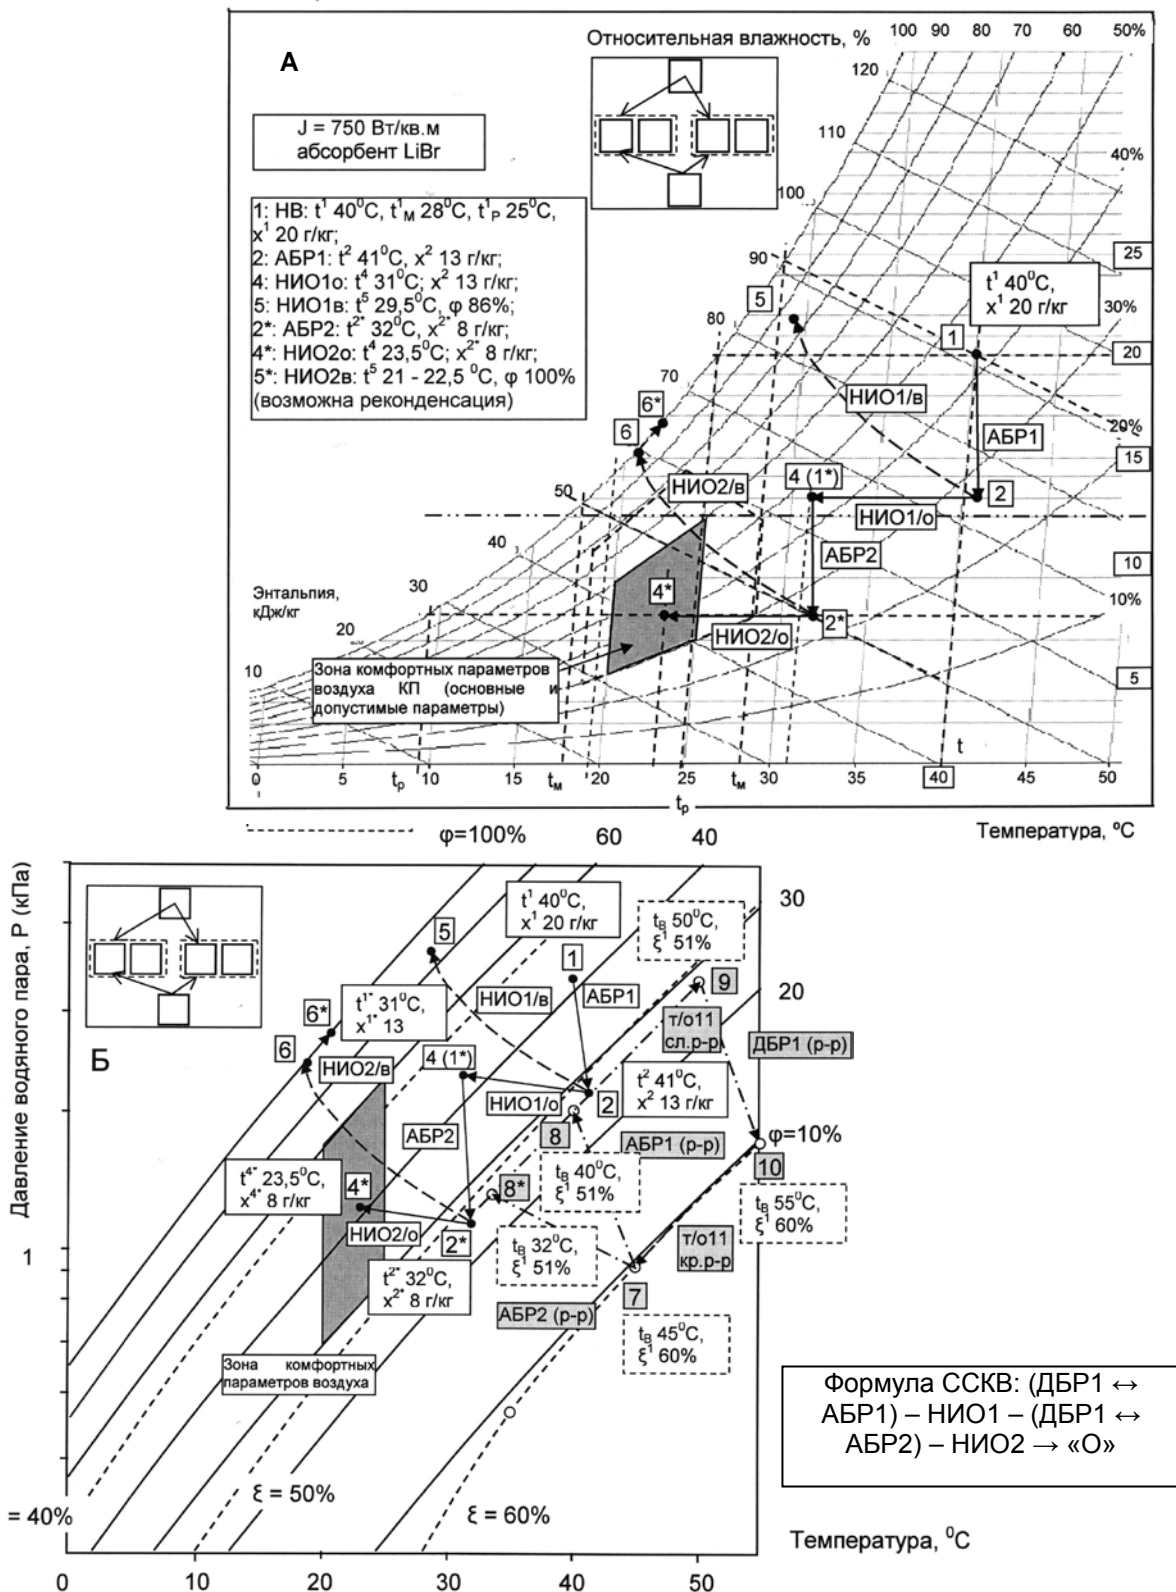 А
Относительная влажность, %
100 90 80 70 60 50%
120
110
100
90
80
70
50
40
30
20
10
40%
30%
20%
10%
25
20
15
10
5
J = 750 Вт/кв.м
абсорбент LiBr
1: НВ: t¹ 40⁰С, t¹м 28⁰С, t¹р 25⁰С,
x¹ 20 г/кг;
2: АБР1: t² 41⁰С, x² 13 г/кг;
4: НИО1о: t⁴ 31⁰С; x² 13 г/кг;
5: НИО1в: t⁵ 29,5⁰С, φ 86%;
2*: АБР2: t²* 32⁰С, x²* 8 г/кг;
4*: НИО2о: t⁴ 23,5⁰С; x²* 8 г/кг;
5*: НИО2в: t⁵ 21 - 22,5 ⁰С, φ 100%
(возможна реконденсация)
t¹ 40⁰С,
x¹ 20 г/кг
5
1
НИО1/в
АБР1
6*
6
НИО2/в
4 (1*)
2
НИО1/о
АБР2
4*
2*
НИО2/о
Энтальпия,
кДж/кг
Зона комфортных параметров
воздуха КП (основные и
допустимые параметры)
t
0 5 10 15 20 25 30 35 40 45 50
tр tм tр tм
Температура, ⁰С
φ=100% 60 40
30
20
φ=10%
Давление водяного пара, Р (кПа)
1
Б
t¹ 40⁰С,
x¹ 20 г/кг
tВ 50⁰С,
ξ¹ 51%
5
1
9
НИО1/в
АБР1
6*
t¹* 31⁰С,
x¹* 13
т/о11
сл.р-р
ДБР1 (р-р)
6
НИО2/в
4 (1*)
t² 41⁰С,
x² 13 г/кг
НИО1/о
2
АБР2
8
АБР1 (р-р)
10
t⁴* 23,5⁰С,
x⁴* 8 г/кг
4*
8*
tВ 40⁰С,
ξ¹ 51%
tВ 55⁰С,
ξ¹ 60%
НИО2/о
2*
tВ 32⁰С,
ξ¹ 51%
т/о11
кр.р-р
t²* 32⁰С,
x²* 8 г/кг
7
АБР2 (р-р)
tВ 45⁰С,
ξ¹ 60%
Зона комфортных
параметров воздуха
Формула ССКВ: (ДБР1 ↔
АБР1) – НИО1 – (ДБР1 ↔
АБР2) – НИО2 → «О»
= 40%
ξ = 50%
ξ = 60%
Температура, ⁰С
0 10 20 30 40 50